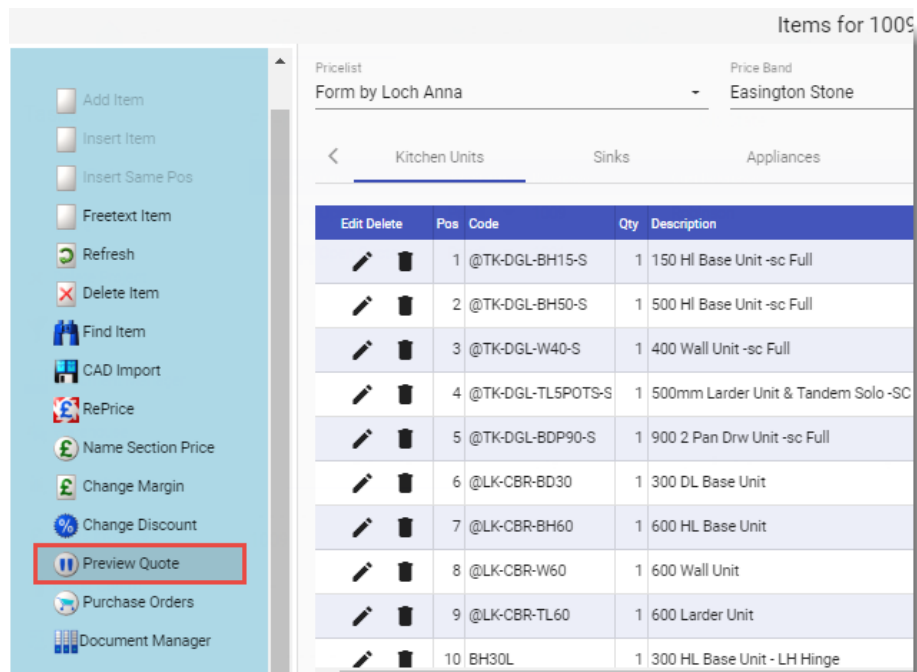 Items for 1009
Add Item
Insert Item
Insert Same Pos
Freetext Item
Refresh
Delete Item
Find Item
CAD Import
RePrice
Name Section Price
Change Margin
Change Discount
Preview Quote
Purchase Orders
Document Manager
Pricelist Price Band
Form by Loch Anna Easington Stone
Kitchen Units Sinks Appliances
Edit Delete Pos Code Qty Description
1 @TK-DGL-BH15-S 1 150 Hl Base Unit -sc Full
2 @TK-DGL-BH50-S 1 500 Hl Base Unit -sc Full
3 @TK-DGL-W40-S 1 400 Wall Unit -sc Full
4 @TK-DGL-TL5POTS-S 1 500mm Larder Unit & Tandem Solo -SC
5 @TK-DGL-BDP90-S 1 900 2 Pan Drw Unit -sc Full
6 @LK-CBR-BD30 1 300 DL Base Unit
7 @LK-CBR-BH60 1 600 HL Base Unit
8 @LK-CBR-W60 1 600 Wall Unit
9 @LK-CBR-TL60 1 600 Larder Unit
10 BH30L 1 300 HL Base Unit - LH Hinge